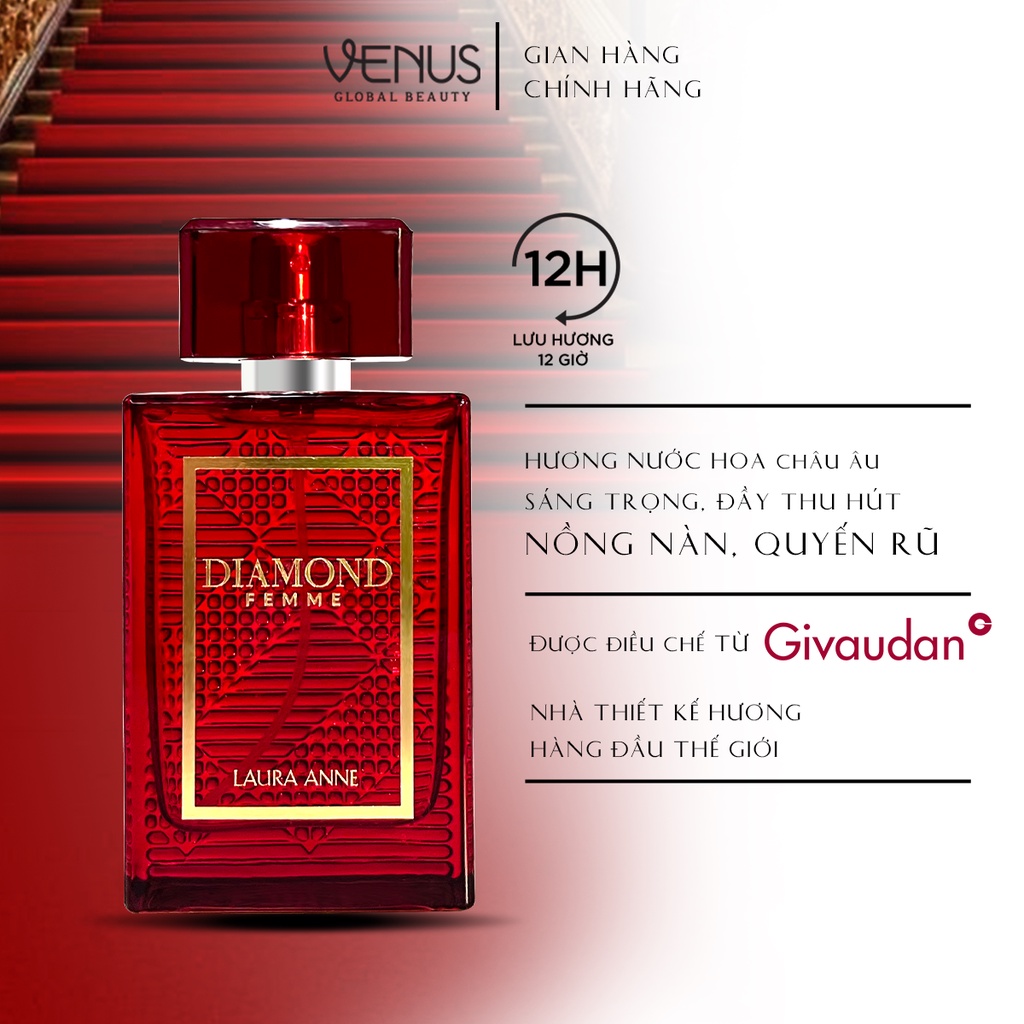 VENUS
GLOBAL BEAUTY
GIAN HÀNG
CHÍNH HÃNG
12H
LƯU HƯƠNG
12 GIỜ
HƯƠNG NƯỚC HOA CHÂU ÂU
SÁNG TRỌNG, ĐẦY THU HÚT
NỒNG NÀN, QUYẾN RŨ
ĐƯỢC ĐIỀU CHẾ TỪ Givaudan
NHÀ THIẾT KẾ HƯƠNG
HÀNG ĐẦU THẾ GIỚI
DIAMOND
FEMME
LAURA ANNE